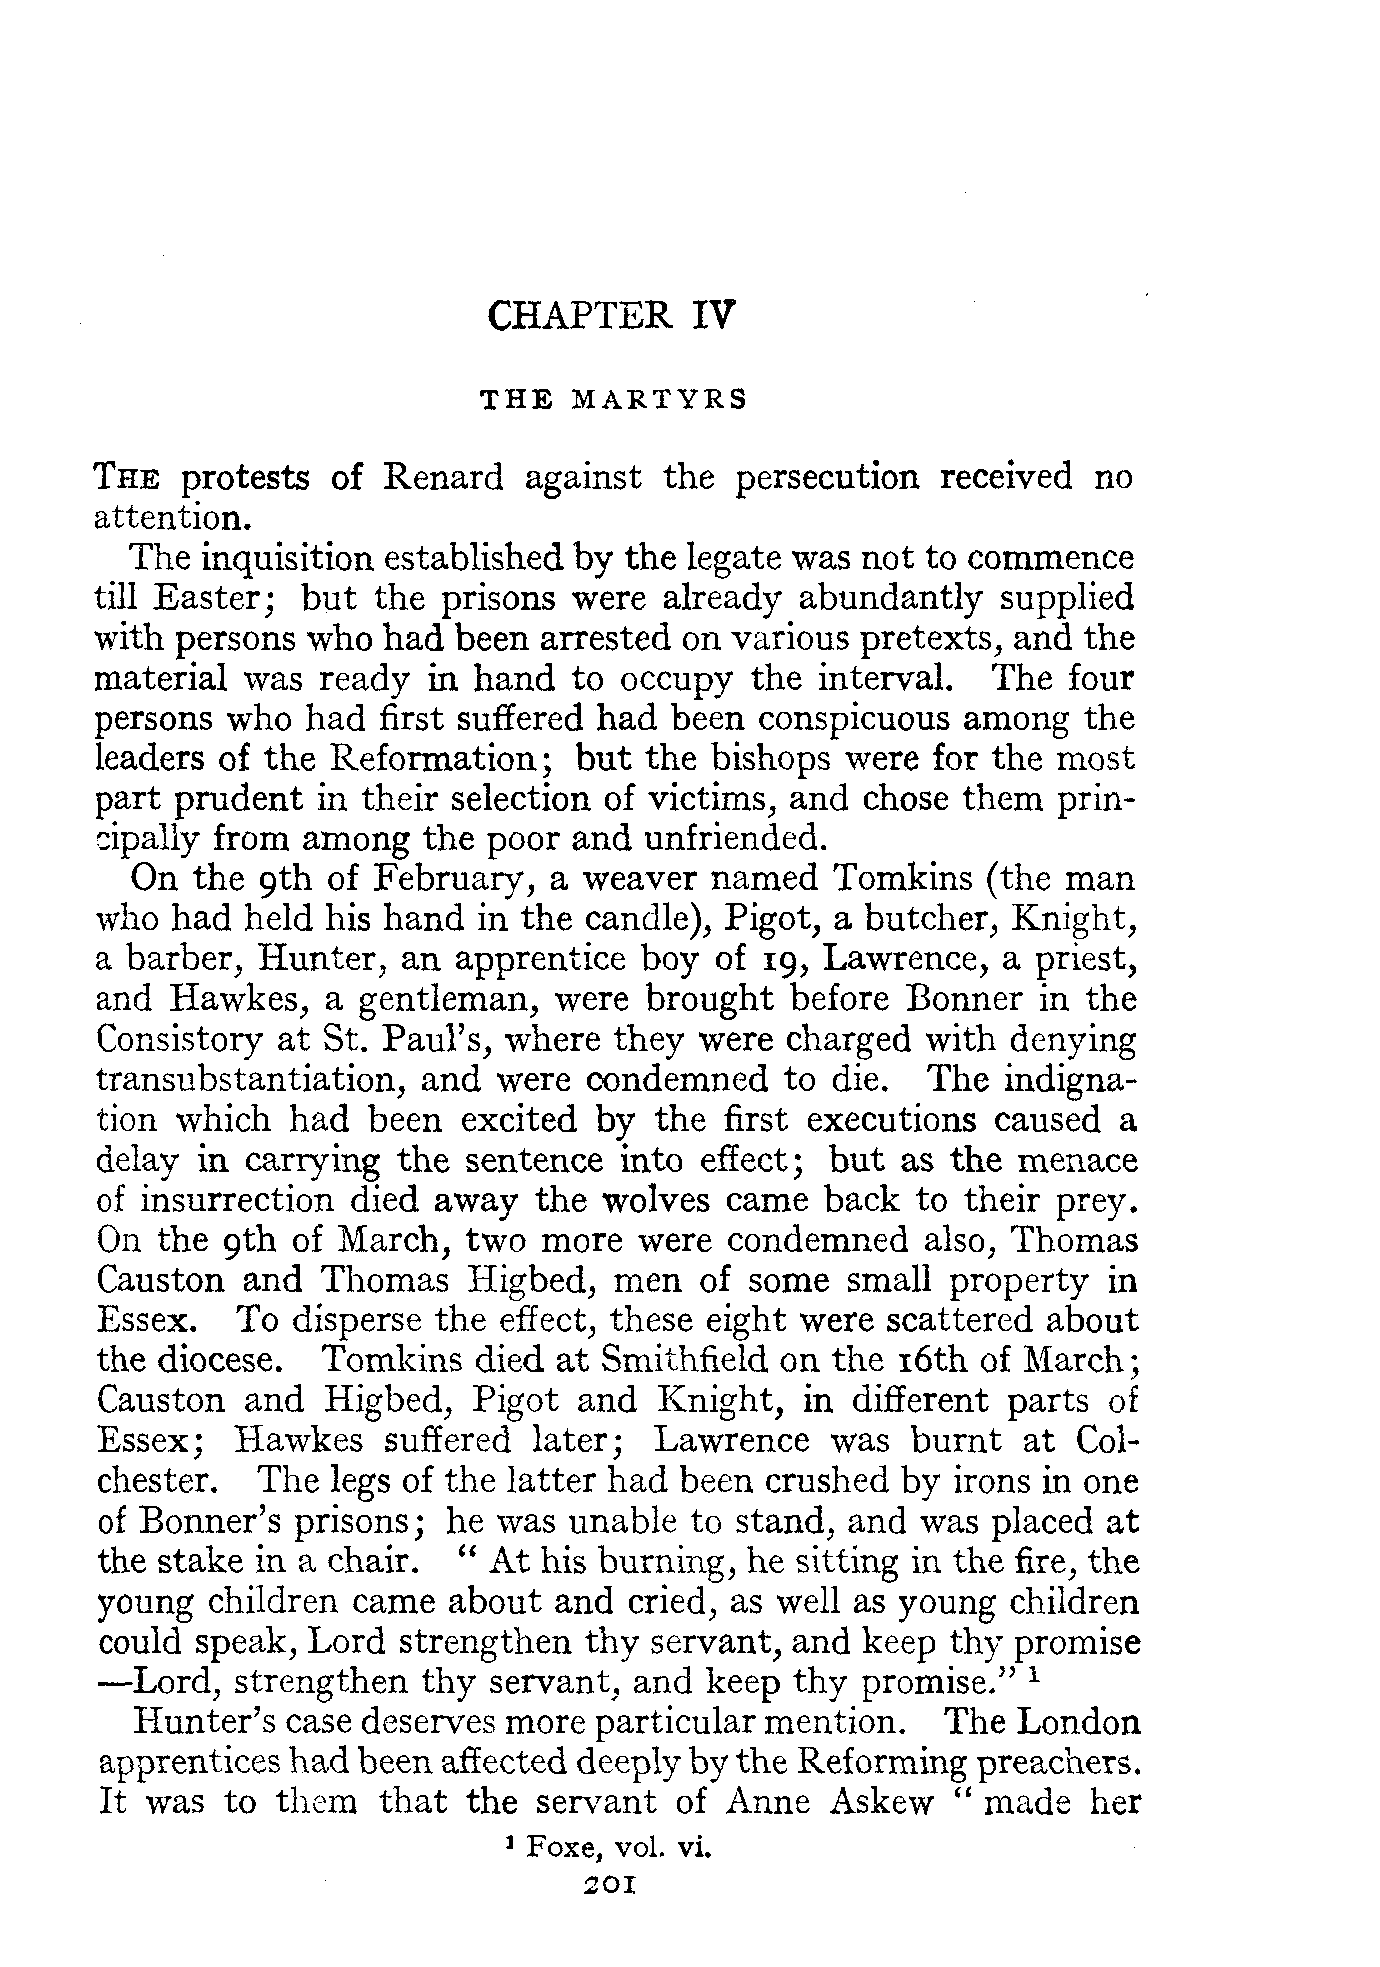 CHAPTER IV
THE MARTYRS
THE protests of Renard against the persecution received no
attention.
The inquisition established by the legate was not to commence
till Easter; but the prisons were already abundantly supplied
with persons who had been arrested on various pretexts, and the
material was ready in hand to occupy the interval. The four
persons who had first suffered had been conspicuous among the
leaders of the Reformation; but the bishops were for the most
part prudent in their selection of victims, and chose them prin-
cipally from among the poor and unfriended.
On the 9th of February, a weaver named Tomkins (the man
who had held his hand in the candle), Pigot, a butcher, Knight,
a barber, Hunter, an apprentice boy of 19, Lawrence, a priest,
and Hawkes, a gentleman, were brought before Bonner in the
Consistory at St. Paul's, where they were charged with denying
transubstantiation, and were condemned to die. The indigna-
tion which had been excited by the first executions caused a
delay in carrying the sentence into effect; but as the menace
of insurrection died away the wolves came back to their prey.
On the 9th of March, two more were condemned also, Thomas
Causton and Thomas Higbed, men of some small property in
Essex. To disperse the effect, these eight were scattered about
the diocese. Tomkins died at Smithfield on the 16th of March;
Causton and Higbed, Pigot and Knight, in different parts of
Essex; Hawkes suffered later; Lawrence was burnt at Col-
chester. The legs of the latter had been crushed by irons in one
of Bonner's prisons; he was unable to stand, and was placed at
the stake in a chair. " At his burning, he sitting in the fire, the
young children came about and cried, as well as young children
could speak, Lord strengthen thy servant, and keep thy promise
—Lord, strengthen thy servant, and keep thy promise." 1
Hunter's case deserves more particular mention. The London
apprentices had been affected deeply by the Reforming preachers.
It was to them that the servant of Anne Askew " made her
1 Foxe, vol. vi.
201